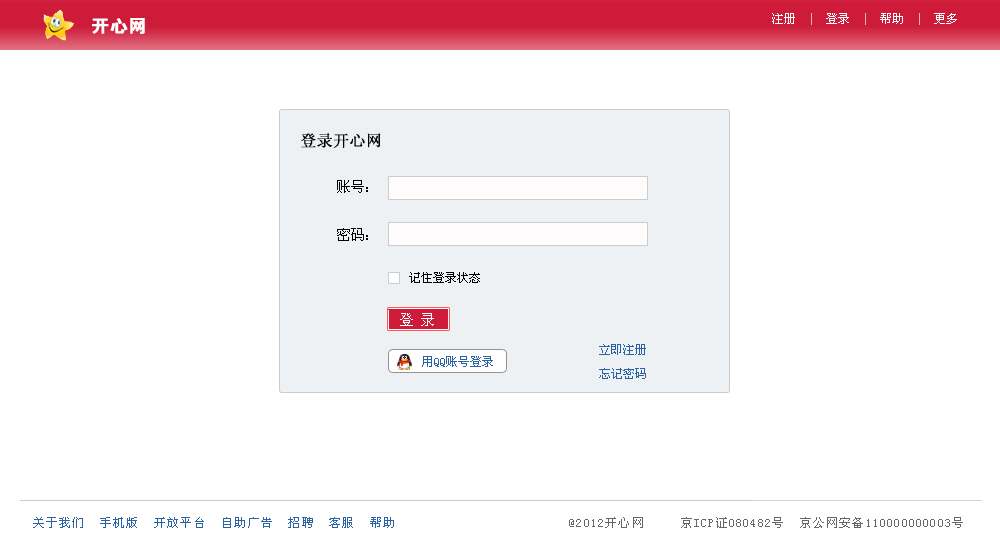 开心网
注册 | 登录 | 帮助 | 更多
登录开心网
账号：
密码：
记住登录状态
登 录
用QQ账号登录
立即注册
忘记密码
关于我们 手机版 开放平台 自助广告 招聘 客服 帮助 @2012开心网 京ICP证080482号 京公网安备110000000003号